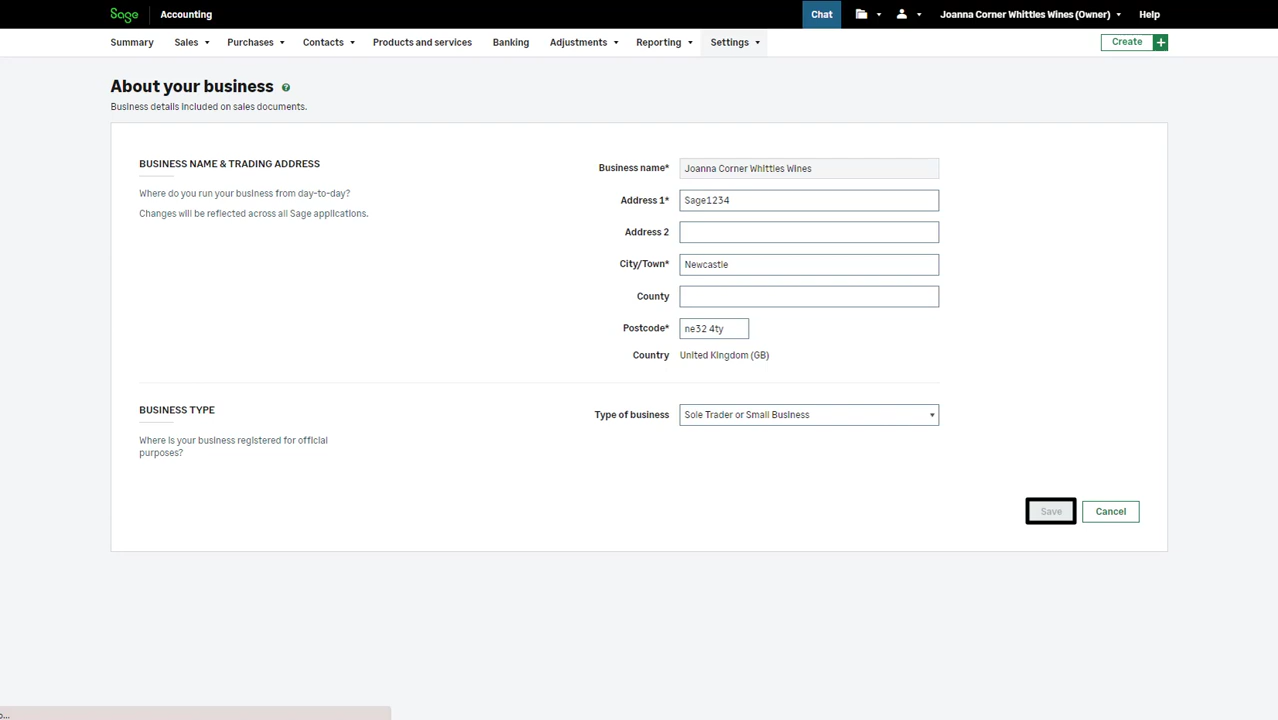 Sage Accounting Chat Joanna Corner Whittles Wines (Owner) Help
Summary Sales Purchases Contacts Products and services Banking Adjustments Reporting Settings Create +
About your business ?
Business details included on sales documents.
BUSINESS NAME & TRADING ADDRESS
Where do you run your business from day-to-day?
Changes will be reflected across all Sage applications.
Business name* Joanna Corner Whittles Wines
Address 1* Sage1234
Address 2
City/Town* Newcastle
County
Postcode* ne32 4ty
Country United Kingdom (GB)
BUSINESS TYPE
Where is your business registered for official
purposes?
Type of business Sole Trader or Small Business
Save Cancel